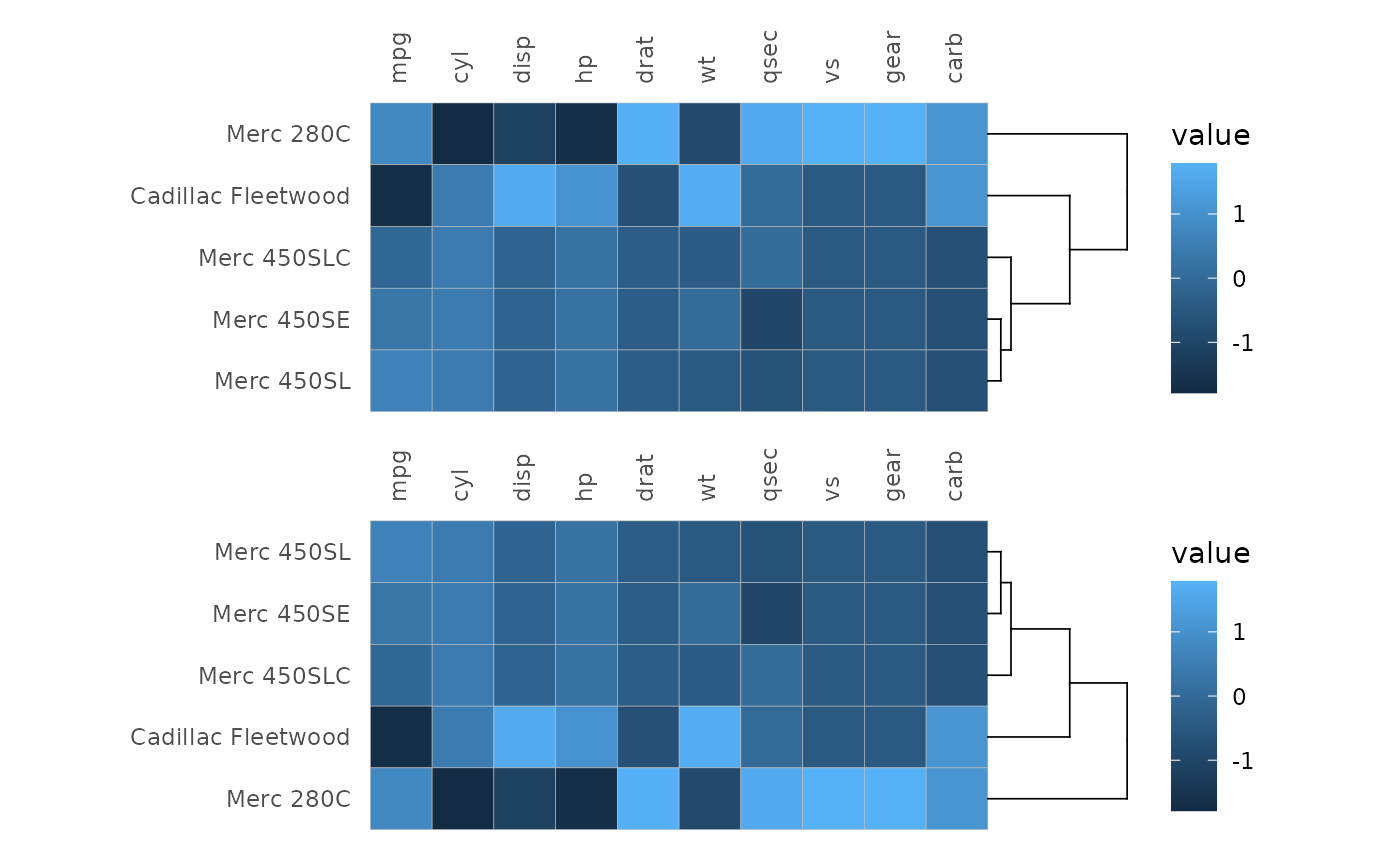 mpg cyl disp hp drat wt qsec vs gear carb
Merc 280C
Cadillac Fleetwood
Merc 450SLC
Merc 450SE
Merc 450SL
value
1
0
-1
mpg cyl disp hp drat wt qsec vs gear carb
Merc 450SL
Merc 450SE
Merc 450SLC
Cadillac Fleetwood
Merc 280C
value
1
0
-1